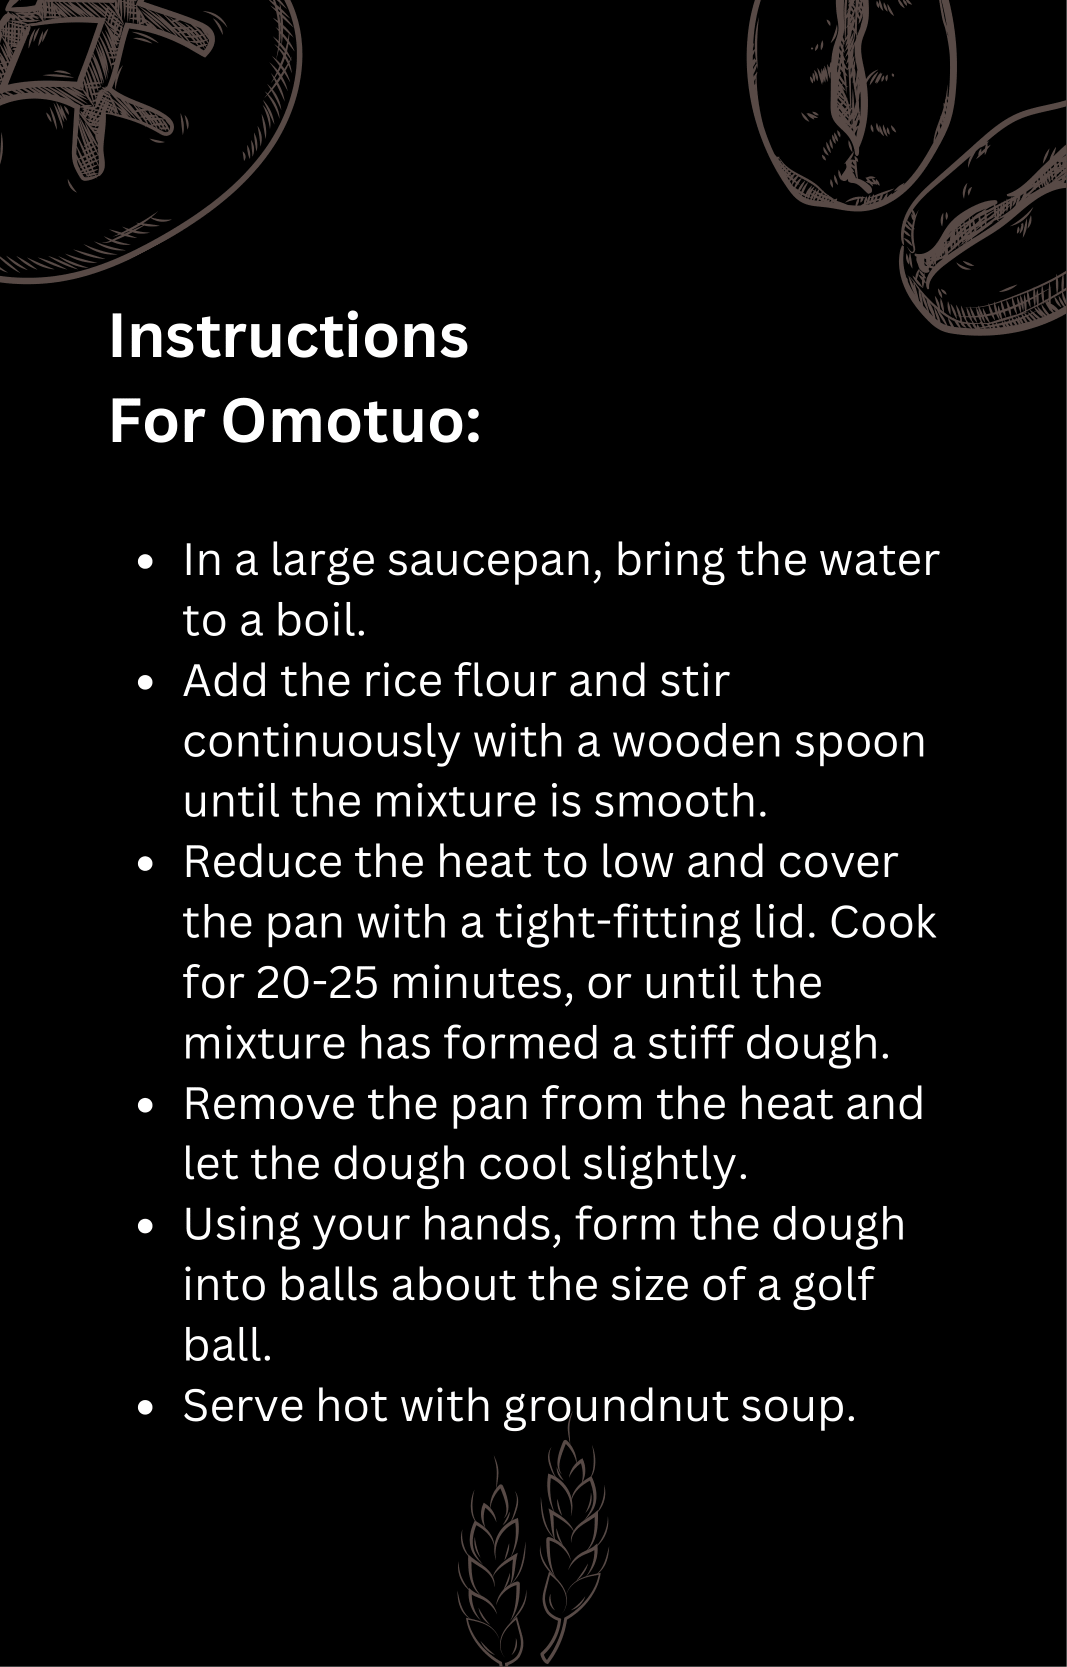 Instructions
For Omotuo:
• In a large saucepan, bring the water
to a boil.
• Add the rice flour and stir
continuously with a wooden spoon
until the mixture is smooth.
• Reduce the heat to low and cover
the pan with a tight-fitting lid. Cook
for 20-25 minutes, or until the
mixture has formed a stiff dough.
• Remove the pan from the heat and
let the dough cool slightly.
• Using your hands, form the dough
into balls about the size of a golf
ball.
• Serve hot with groundnut soup.